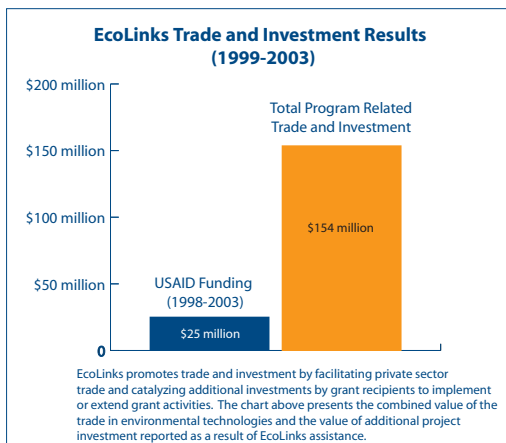 EcoLinks Trade and Investment Results
(1999-2003)
$200 million
Total Program Related
Trade and Investment
$150 million
$100 million
$154 million
$50 million
USAID Funding
(1998-2003)
$25 million
0
EcoLinks promotes trade and investment by facilitating private sector
trade and catalyzing additional investments by grant recipients to implement
or extend grant activities. The chart above presents the combined value of the
trade in environmental technologies and the value of additional project
investment reported as a result of EcoLinks assistance.